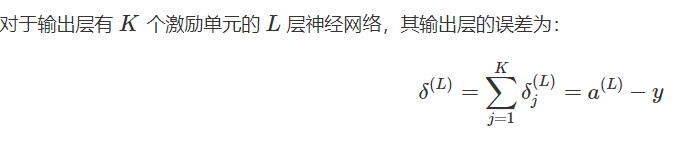 对于输出层有 K 个激励单元的 L 层神经网络，其输出层的误差为：
δ^{(L)} = \sum_{j=1}^{K} δ_j^{(L)} = a^{(L)} − y